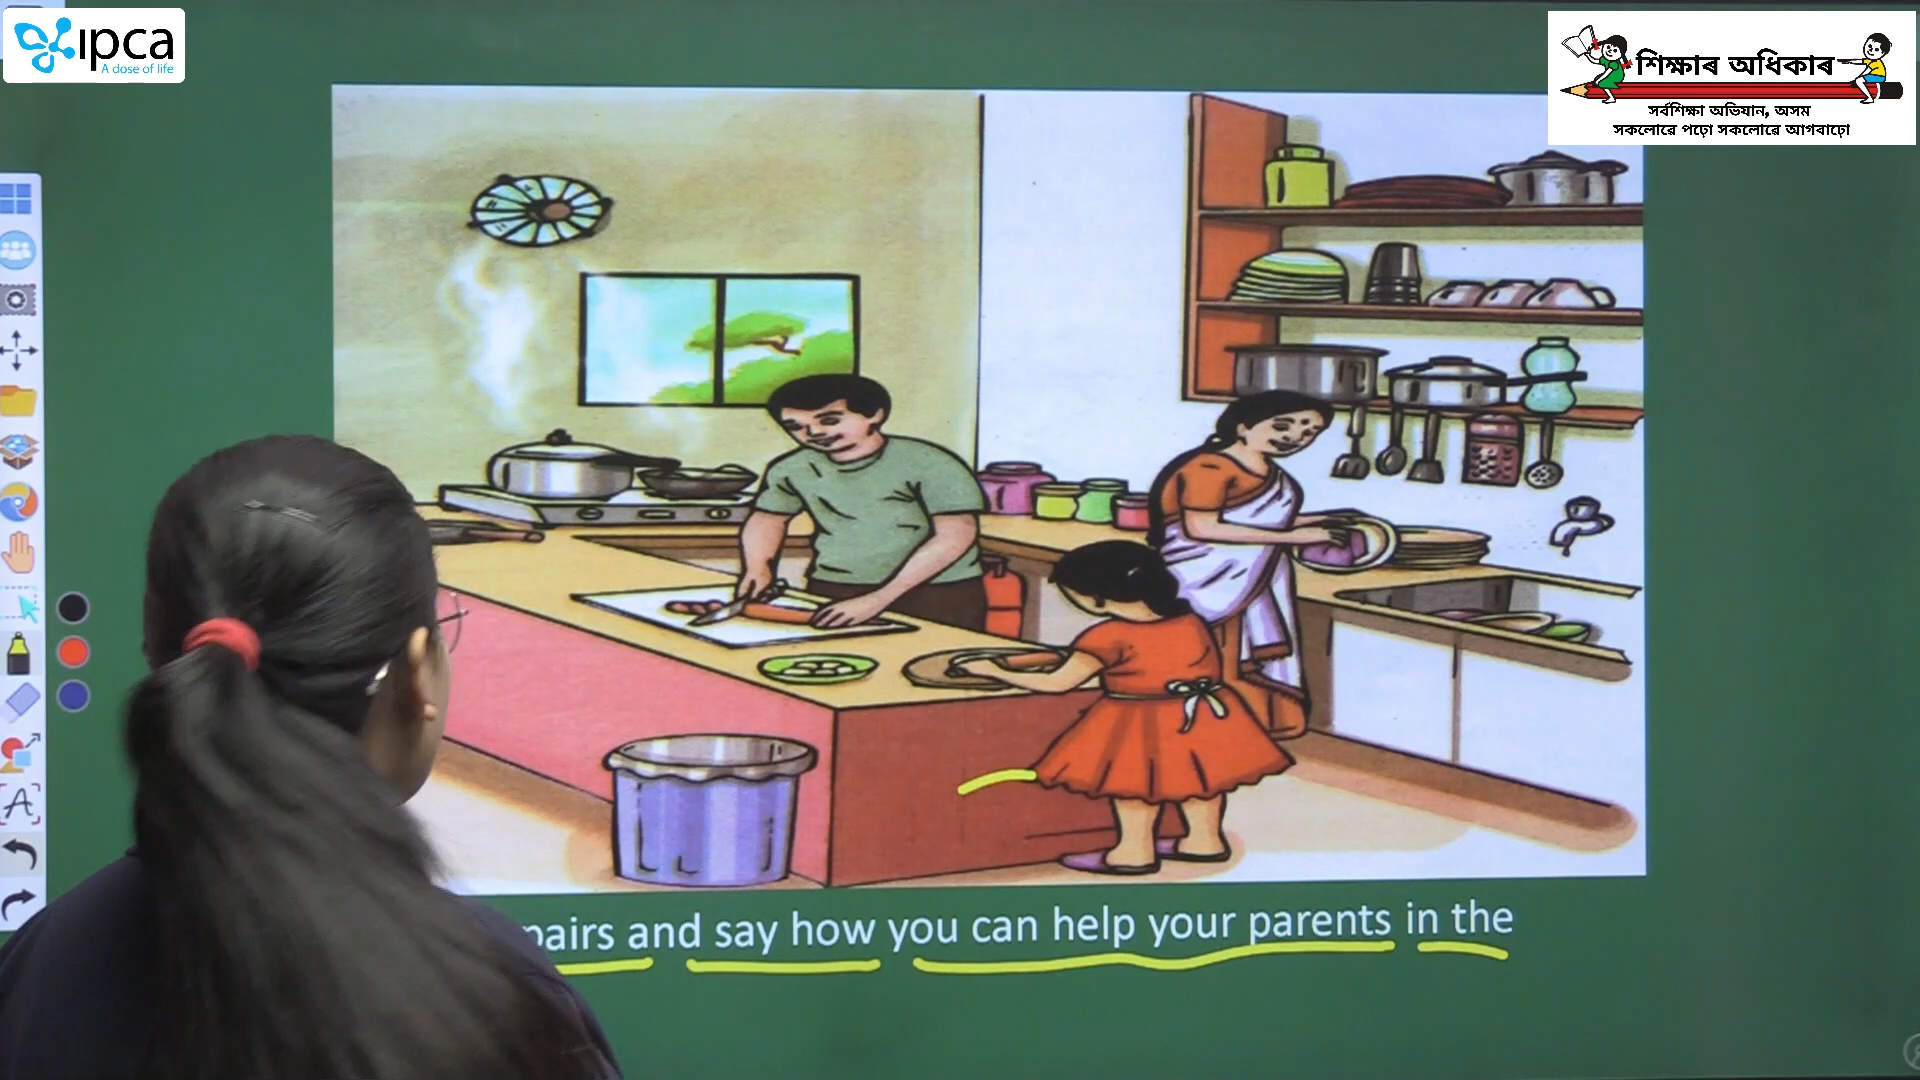 ipca
A dose of life
শিক্ষাৰ অধিকাৰ
সৰ্বশিক্ষা অভিযান, অসম
সকলোৱে পঢ়ো সকলোৱে আগবাঢ়ো
pairs and say how you can help your parents in the